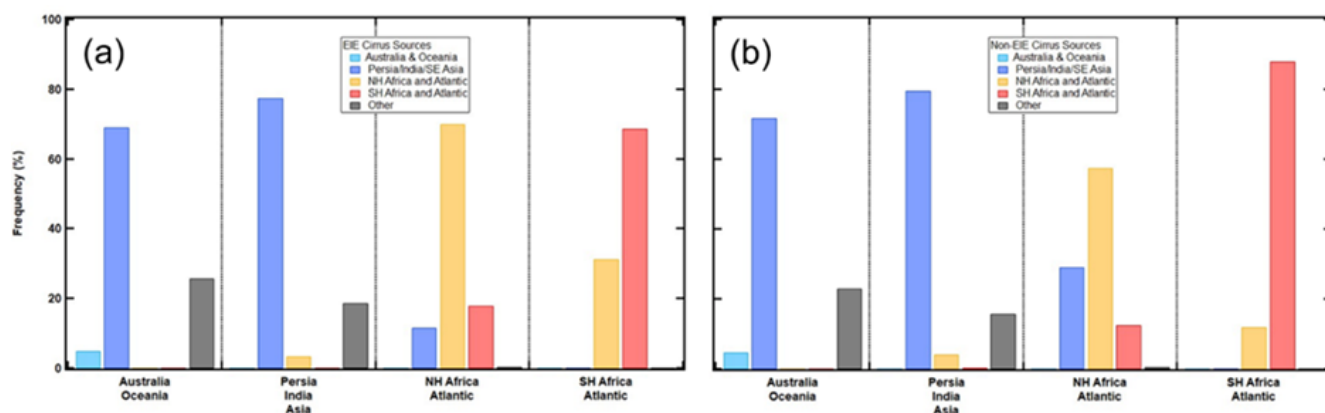 (a)
EIE Cirrus Sources
Australia & Oceania
Persia/India/SE Asia
NH Africa and Atlantic
SH Africa and Atlantic
Other
Frequency (%)
100
80
60
40
20
0
Australia
Oceania
Persia
India
Asia
NH Africa
Atlantic
SH Africa
Atlantic
(b)
Non-EIE Cirrus Sources
Australia & Oceania
Persia/India/SE Asia
NH Africa and Atlantic
SH Africa and Atlantic
Other
Australia
Oceania
Persia
India
Asia
NH Africa
Atlantic
SH Africa
Atlantic